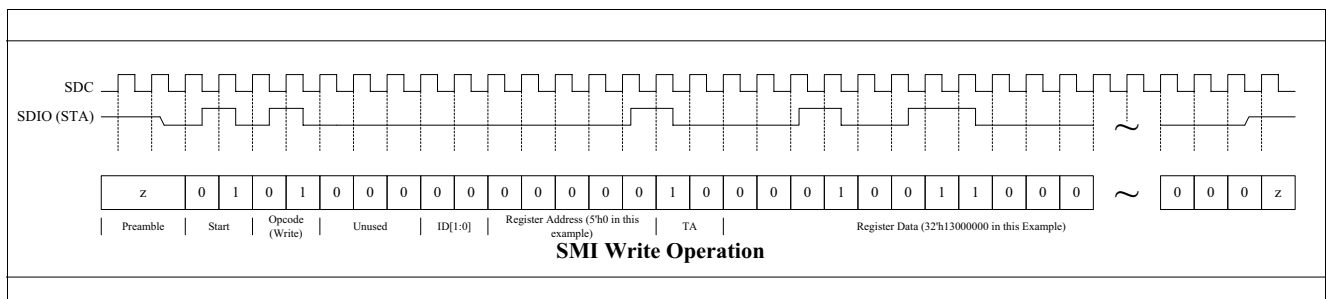 SDC
SDIO (STA)
~
z 0 1 0 1 0 0 0 0 0 0 0 0 0 0 1 0 0 0 0 1 0 0 1 1 0 0 0 ~ 0 0 0 z
Preamble Start Opcode (Write) Unused ID[1:0] Register Address (5'h0 in this example) TA Register Data (32'h13000000 in this Example)
SMI Write Operation